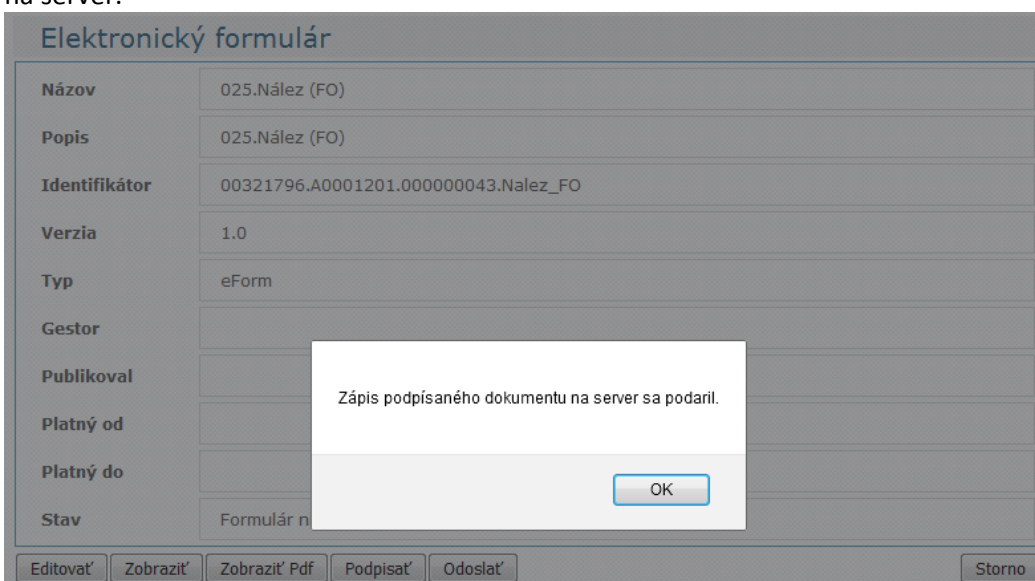 na server.
Elektronický formulár
Názov 025.Nález (FO)
Popis 025.Nález (FO)
Identifikátor 00321796.A0001201.000000043.Nalez_FO
Verzia 1.0
Typ eForm
Gestor
Publikoval
Zápis podpísaného dokumentu na server sa podaril.
Platný od
Platný do
OK
Stav Formulár n
Editovať Zobraziť Zobraziť Pdf Podpisať Odoslať Storno